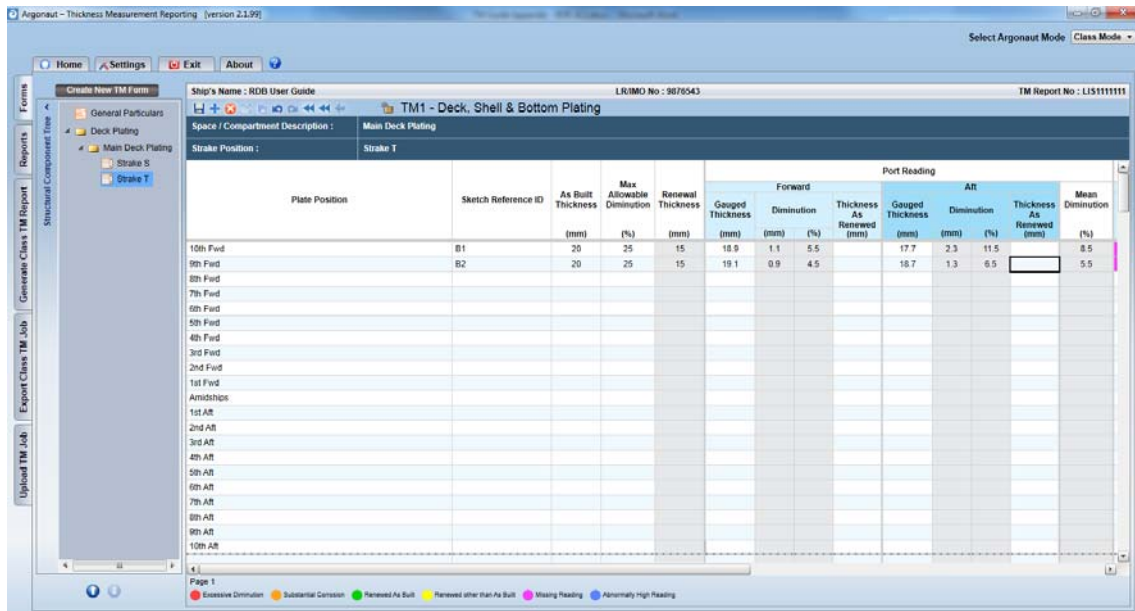 Argonaut – Thickness Measurement Reporting [version 2.1.99]
Select Argonaut Mode Class Mode
Home Settings Exit About
Forms
Reports
Generate Class TM Report
Export Class TM Job
Upload TM Job
Structural Component Tree
Create New TM Form
General Particulars
Deck Plating
Main Deck Plating
Strake S
Strake T
Ship's Name : RDB User Guide LR/IMO No : 9876543 TM Report No : LIS1111111
TM1 - Deck, Shell & Bottom Plating
Space / Compartment Description : Main Deck Plating
Strake Position : Strake T
Port Reading
Forward Aft
Plate Position Sketch Reference ID As Built Thickness (mm) Max Allowable Diminution (%) Renewal Thickness (mm) Gauged Thickness (mm) Diminution (mm) (%) Thickness As Renewed (mm) Gauged Thickness (mm) Diminution (mm) (%) Thickness As Renewed (mm) Mean Diminution (%)
10th Fwd B1 20 25 15 18.9 1.1 5.5 17.7 2.3 11.5 8.5
9th Fwd B2 20 25 15 19.1 0.9 4.5 18.7 1.3 6.5 5.5
8th Fwd
7th Fwd
6th Fwd
5th Fwd
4th Fwd
3rd Fwd
2nd Fwd
1st Fwd
Amidships
1st Aft
2nd Aft
3rd Aft
4th Aft
5th Aft
6th Aft
7th Aft
8th Aft
9th Aft
10th Aft
Page 1
Excessive Diminution Substantial Corrosion Renewed As Built Renewed other than As Built Missing Reading Abnormally High Reading